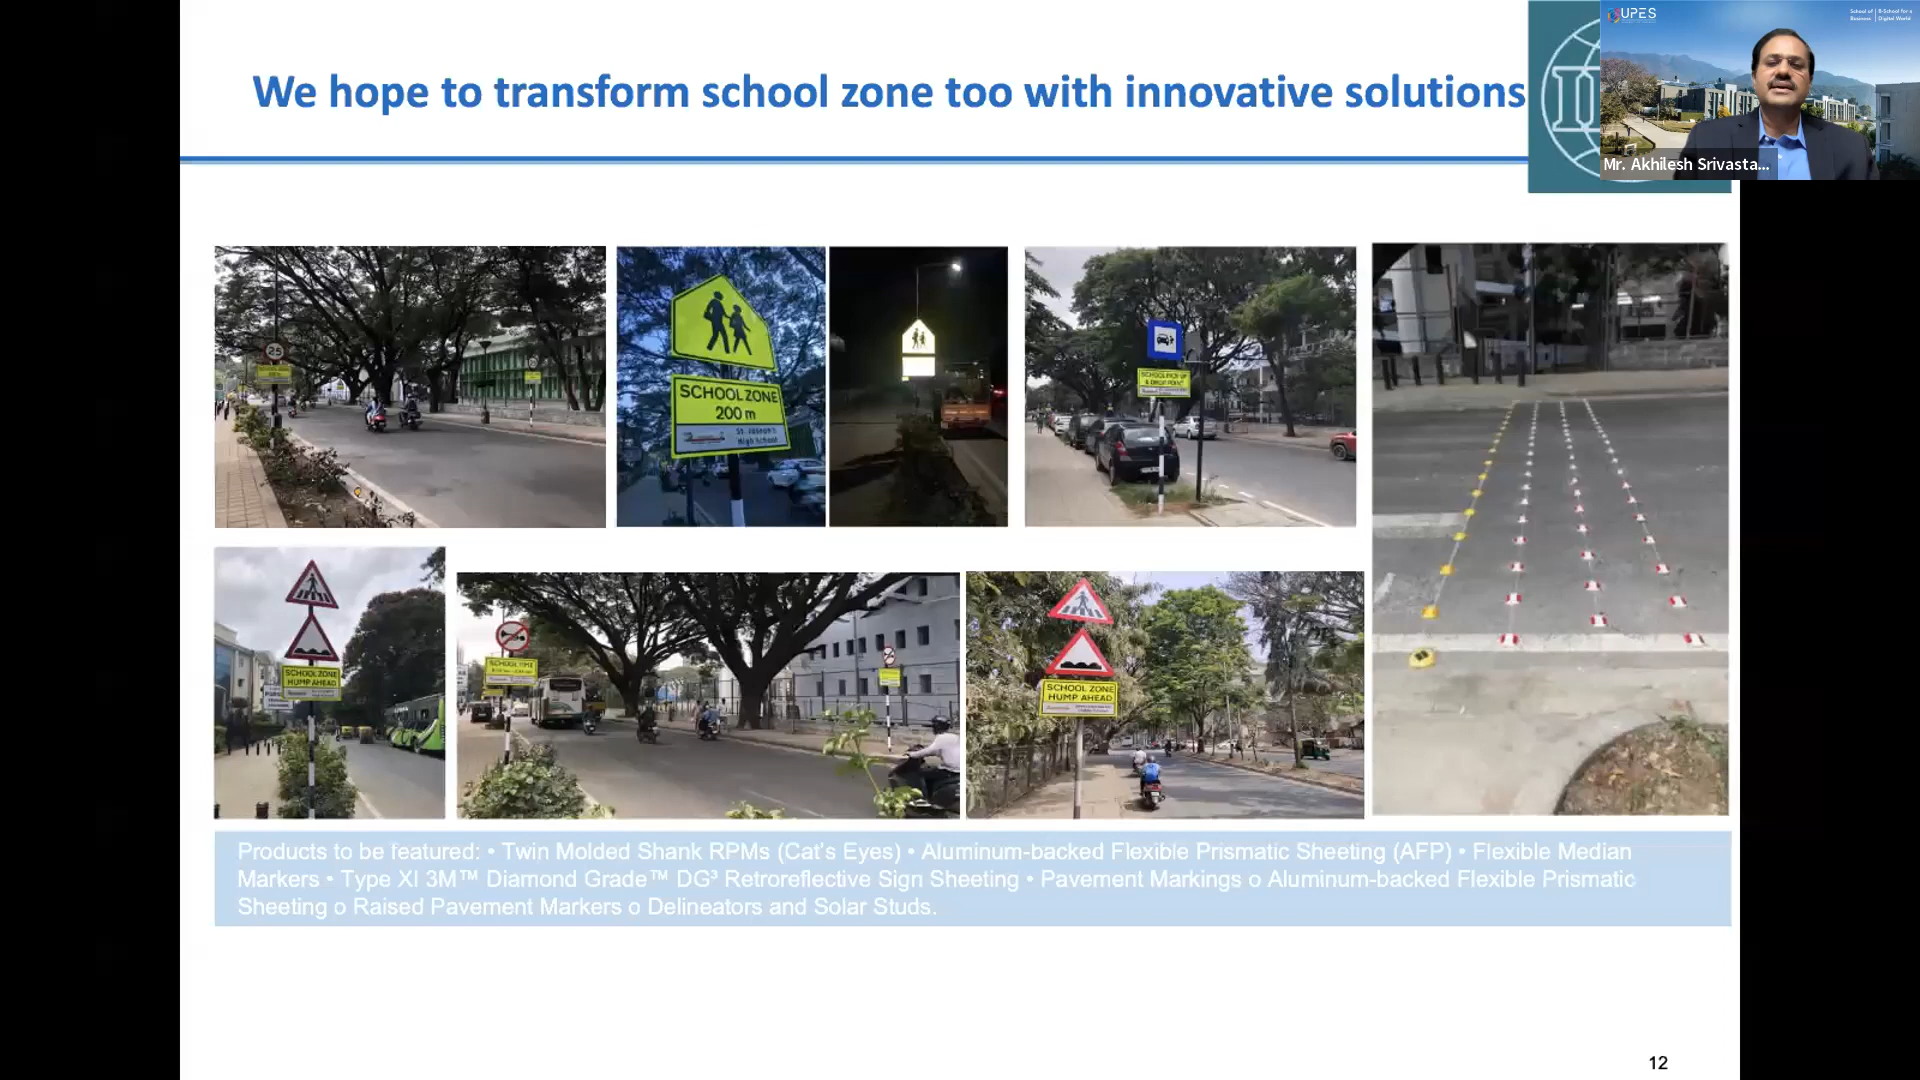 We hope to transform school zone too with innovative solutions
UPES
School of
Business
B-School for a
Digital World
Mr. Akhilesh Srivasta...
25
SCHOOL ZONE
200 m
St. Joseph's
High School
SCHOOL PICK UP
& DROP POINT
SCHOOL ZONE
HUMP AHEAD
SCHOOL TIME
SCHOOL ZONE
HUMP AHEAD
Products to be featured: • Twin Molded Shank RPMs (Cat's Eyes) • Aluminum-backed Flexible Prismatic Sheeting (AFP) • Flexible Median
Markers • Type XI 3M™ Diamond Grade™ DG³ Retroreflective Sign Sheeting • Pavement Markings o Aluminum-backed Flexible Prismatic
Sheeting o Raised Pavement Markers o Delineators and Solar Studs.
12